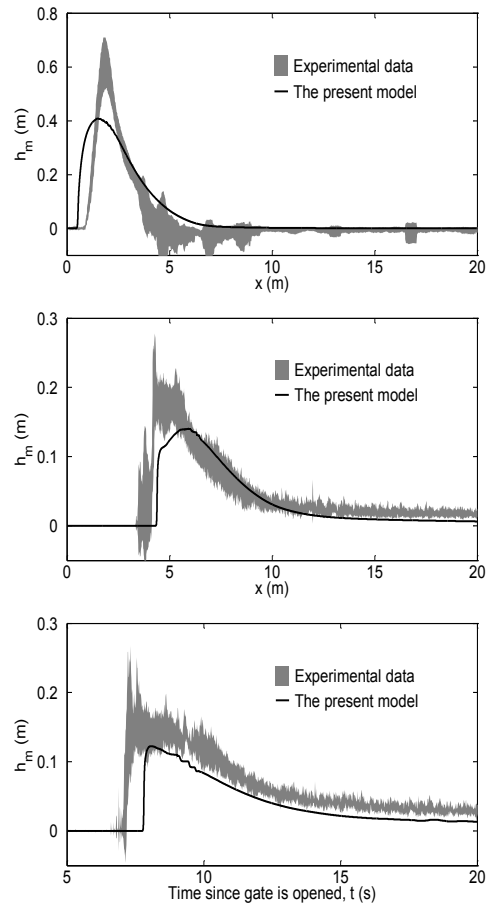 0.8
0.6
0.4
0.2
0
h_m (m)
Experimental data
The present model
0 5 10 15 20
x (m)
0.3
0.2
0.1
0
h_m (m)
Experimental data
The present model
0 5 10 15 20
x (m)
0.3
0.2
0.1
0
h_m (m)
Experimental data
The present model
5 10 15 20
Time since gate is opened, t (s)